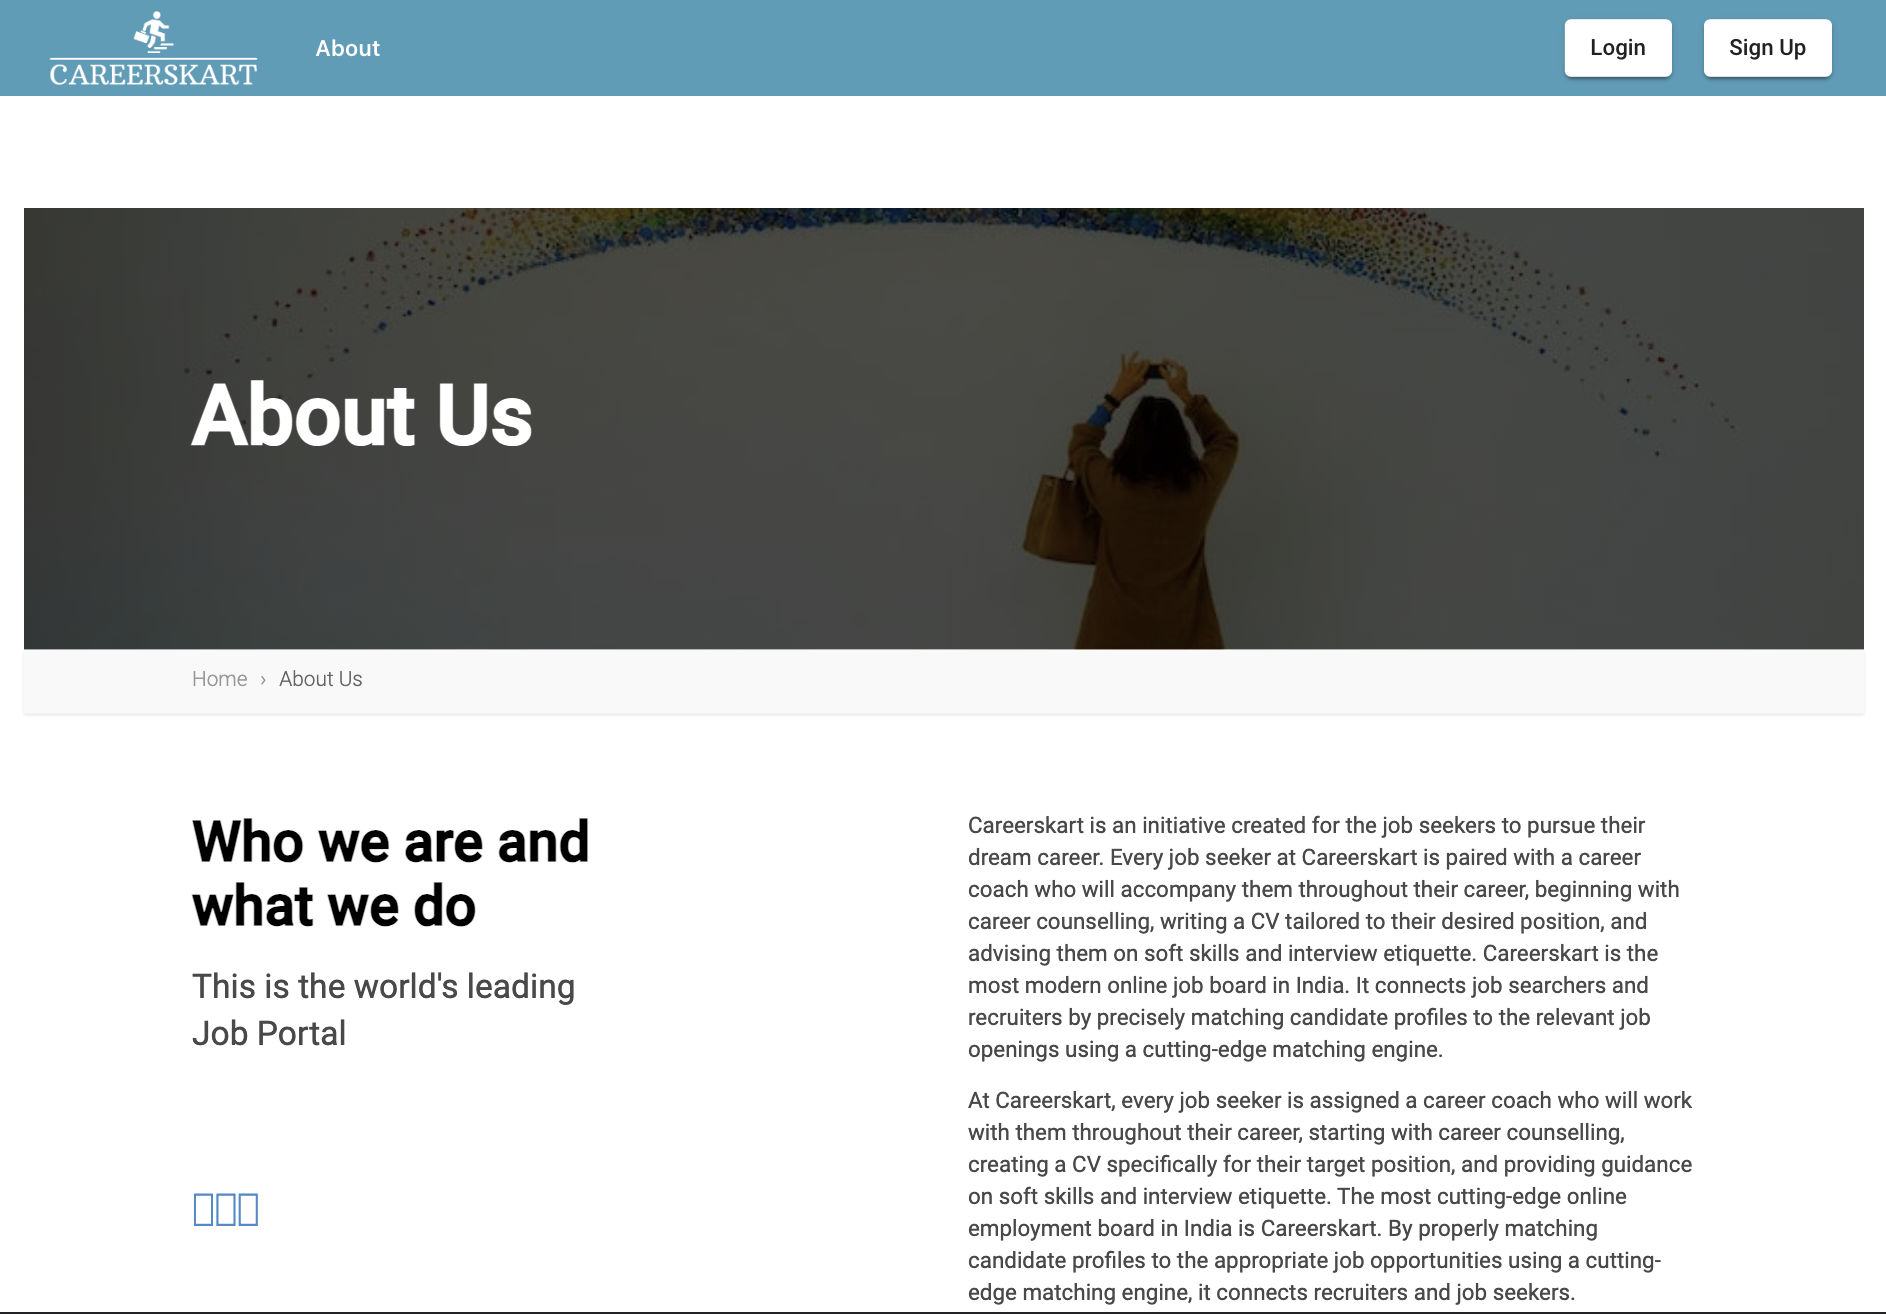 CAREERSKART
About
Login
Sign Up
About Us
Home › About Us
Who we are and
what we do
This is the world's leading
Job Portal
Careerskart is an initiative created for the job seekers to pursue their
dream career. Every job seeker at Careerskart is paired with a career
coach who will accompany them throughout their career, beginning with
career counselling, writing a CV tailored to their desired position, and
advising them on soft skills and interview etiquette. Careerskart is the
most modern online job board in India. It connects job searchers and
recruiters by precisely matching candidate profiles to the relevant job
openings using a cutting-edge matching engine.
At Careerskart, every job seeker is assigned a career coach who will work
with them throughout their career, starting with career counselling,
creating a CV specifically for their target position, and providing guidance
on soft skills and interview etiquette. The most cutting-edge online
employment board in India is Careerskart. By properly matching
candidate profiles to the appropriate job opportunities using a cutting-
edge matching engine, it connects recruiters and job seekers.